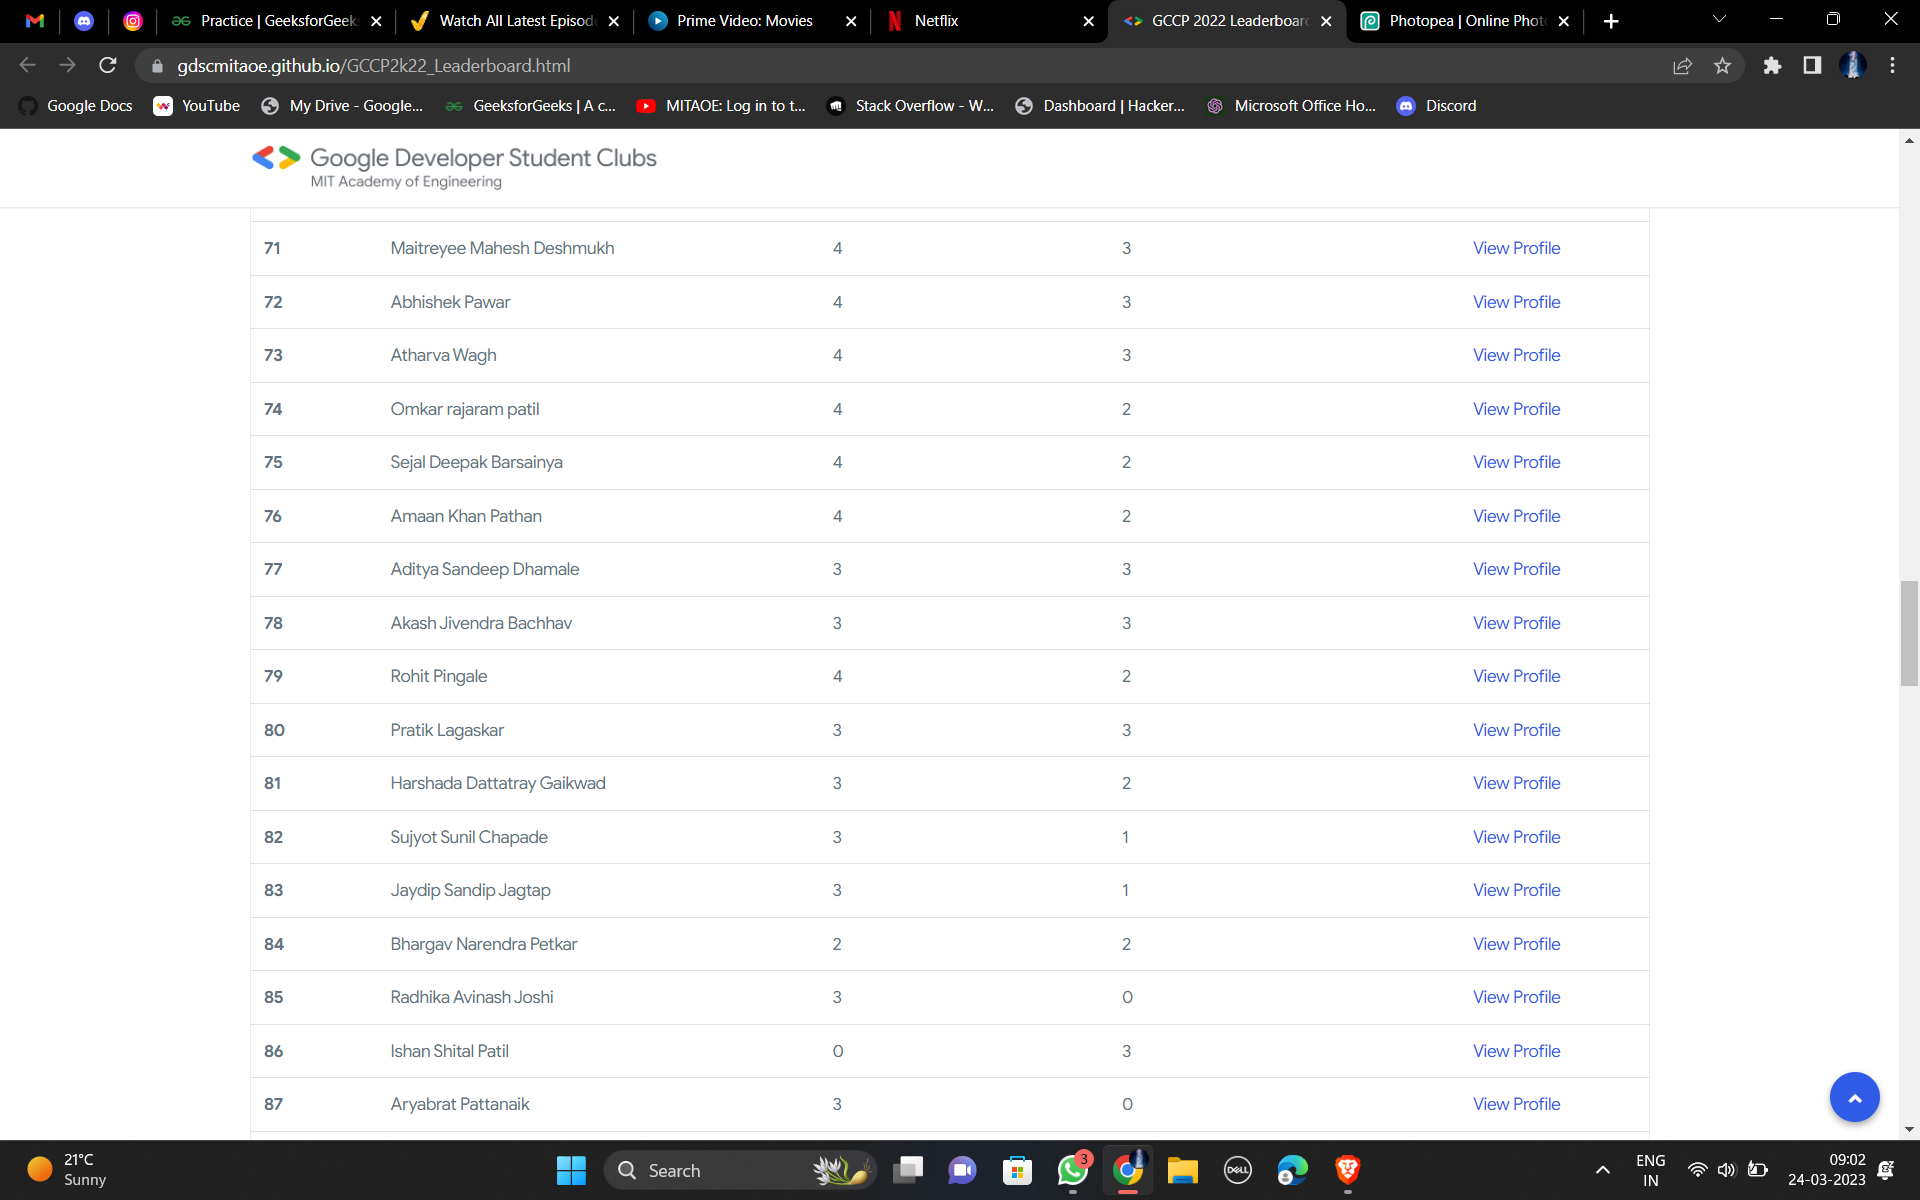 Practice | GeeksforGeek
Watch All Latest Episod
Prime Video: Movies
Netflix
GCCP 2022 Leaderboar
Photopea | Online Phot
gdscmitaoe.github.io/GCCP2k22_Leaderboard.html
Google Docs
YouTube
My Drive - Google...
GeeksforGeeks | A c...
MITAOE: Log in to t...
Stack Overflow - W...
Dashboard | Hacker...
Microsoft Office Ho...
Discord
Google Developer Student Clubs
MIT Academy of Engineering
71 Maitreyee Mahesh Deshmukh 4 3 View Profile
72 Abhishek Pawar 4 3 View Profile
73 Atharva Wagh 4 3 View Profile
74 Omkar rajaram patil 4 2 View Profile
75 Sejal Deepak Barsainya 4 2 View Profile
76 Amaan Khan Pathan 4 2 View Profile
77 Aditya Sandeep Dhamale 3 3 View Profile
78 Akash Jivendra Bachhav 3 3 View Profile
79 Rohit Pingale 4 2 View Profile
80 Pratik Lagaskar 3 3 View Profile
81 Harshada Dattatray Gaikwad 3 2 View Profile
82 Sujyot Sunil Chapade 3 1 View Profile
83 Jaydip Sandip Jagtap 3 1 View Profile
84 Bhargav Narendra Petkar 2 2 View Profile
85 Radhika Avinash Joshi 3 0 View Profile
86 Ishan Shital Patil 0 3 View Profile
87 Aryabrat Pattanaik 3 0 View Profile
21°C
Sunny
Search
3
DELL
ENG
IN
09:02
24-03-2023